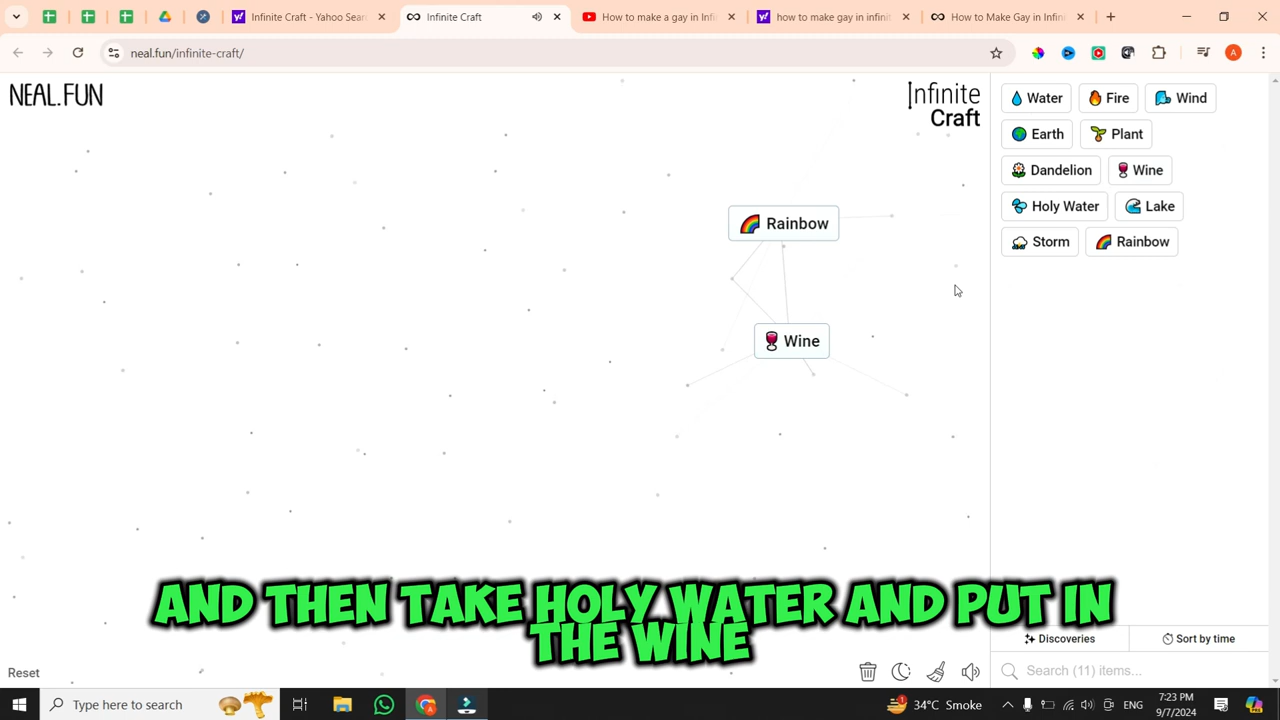 Infinite Craft - Yahoo Sear
Infinite Craft
How to make a gay in Infi
how to make gay in infinit
How to Make Gay in Infin
neal.fun/infinite-craft/
A
NEAL.FUN
Infinite
Craft
Water
Fire
Wind
Earth
Plant
Dandelion
Wine
Holy Water
Lake
Storm
Rainbow
Rainbow
Wine
AND THEN TAKE HOLY WATER AND PUT IN
THE WINE
Discoveries
Sort by time
Reset
Search (11) items...
Type here to search
1
34°C Smoke
ENG
7:23 PM
9/7/2024